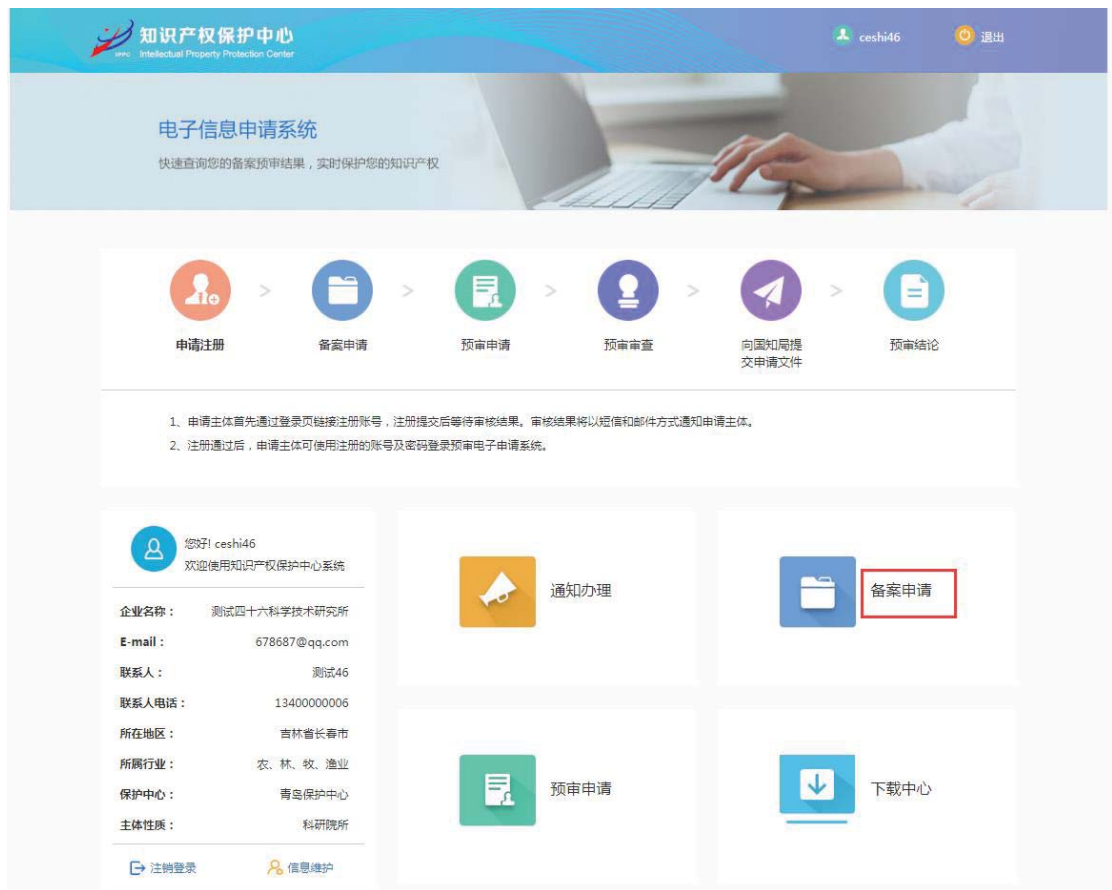 知识产权保护中心
IPPC Intellectual Property Protection Center
ceshi46 退出
电子信息申请系统
快速查询您的备案预审结果，实时保护您的知识产权
申请注册 > 备案申请 > 预审申请 > 预审审查 > 向国知局提交申请文件 > 预审结论
1、申请主体首先通过登录页链接注册账号，注册提交后等待审核结果。审核结果将以短信和邮件方式通知申请主体。
2、注册通过后，申请主体可使用注册的账号及密码登录预审电子申请系统。
您好! ceshi46
欢迎使用知识产权保护中心系统
企业名称： 测试四十六科学技术研究所
E-mail： 678687@qq.com
联系人： 测试46
联系人电话： 13400000006
所在地区： 吉林省长春市
所属行业： 农、林、牧、渔业
保护中心： 青岛保护中心
主体性质： 科研院所
注销登录 信息维护
通知办理
备案申请
预审申请
下载中心